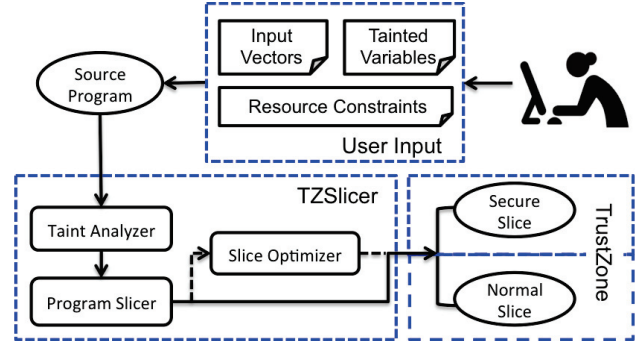 Input
Vectors
Tainted
Variables
Source
Program
Resource Constraints
User Input
TZSlicer
Taint Analyzer
Slice Optimizer
Program Slicer
Secure
Slice
TrustZone
Normal
Slice